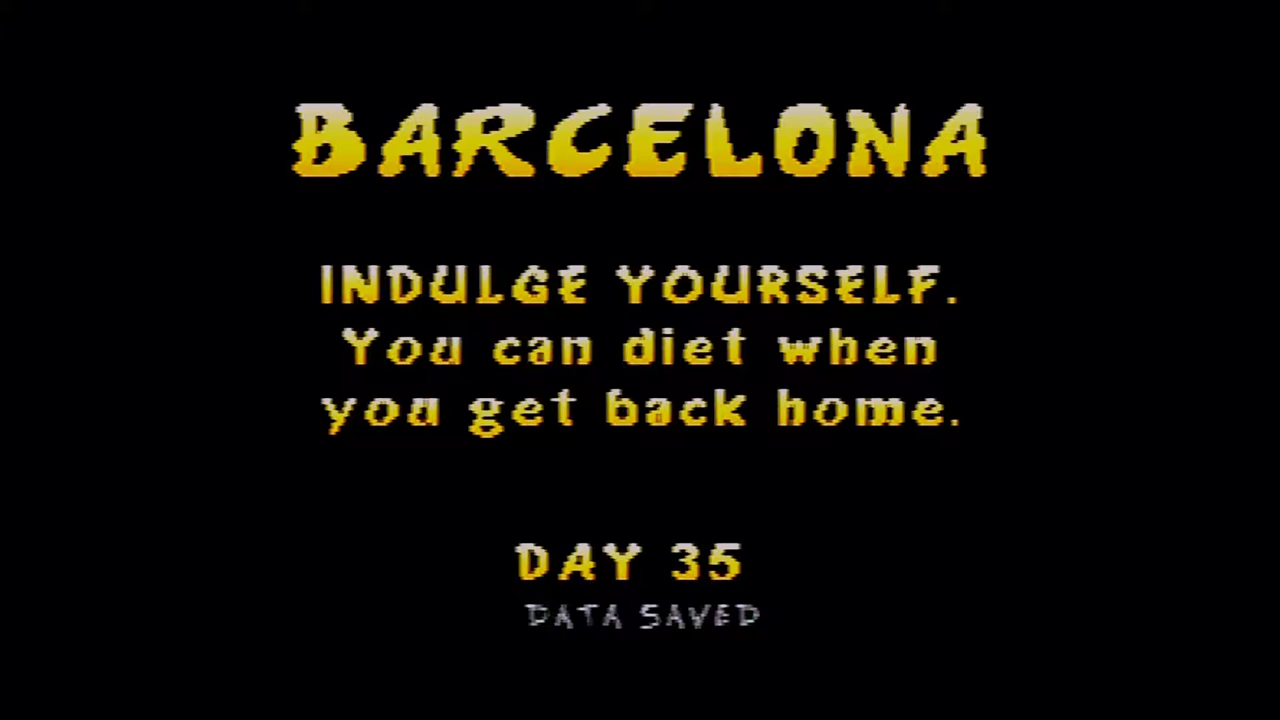 BARCELONA
INDULGE YOURSELF.
You can diet when
you get back home.
DAY 35
DATA SAVED